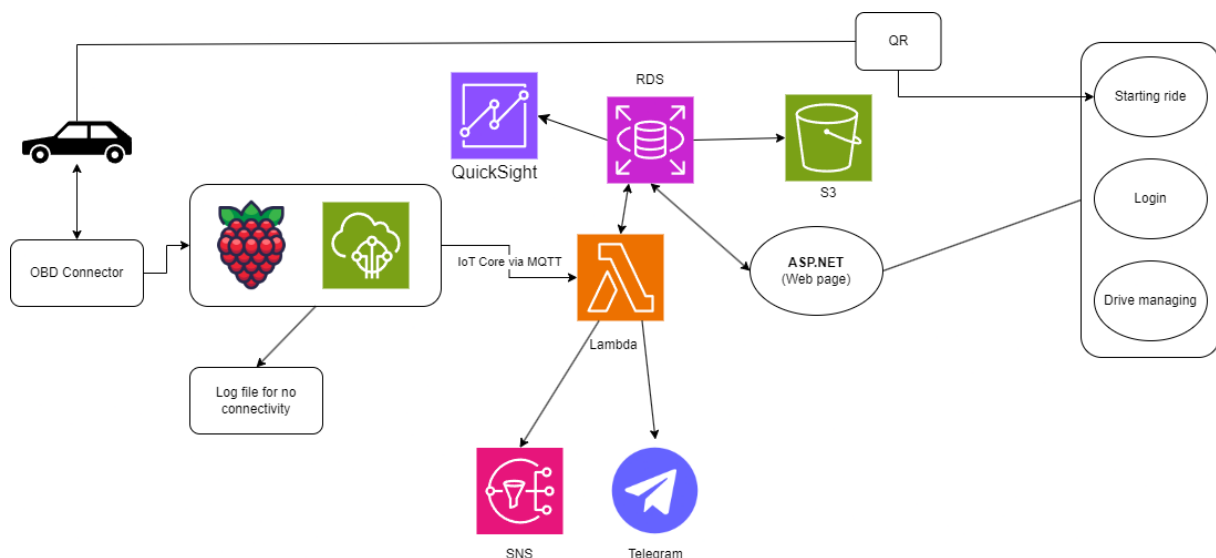 QR
RDS
Starting ride
QuickSight
S3
Login
OBD Connector
IoT Core via MQTT
ASP.NET
(Web page)
Drive managing
Lambda
Log file for no
connectivity
SNS
Telegram